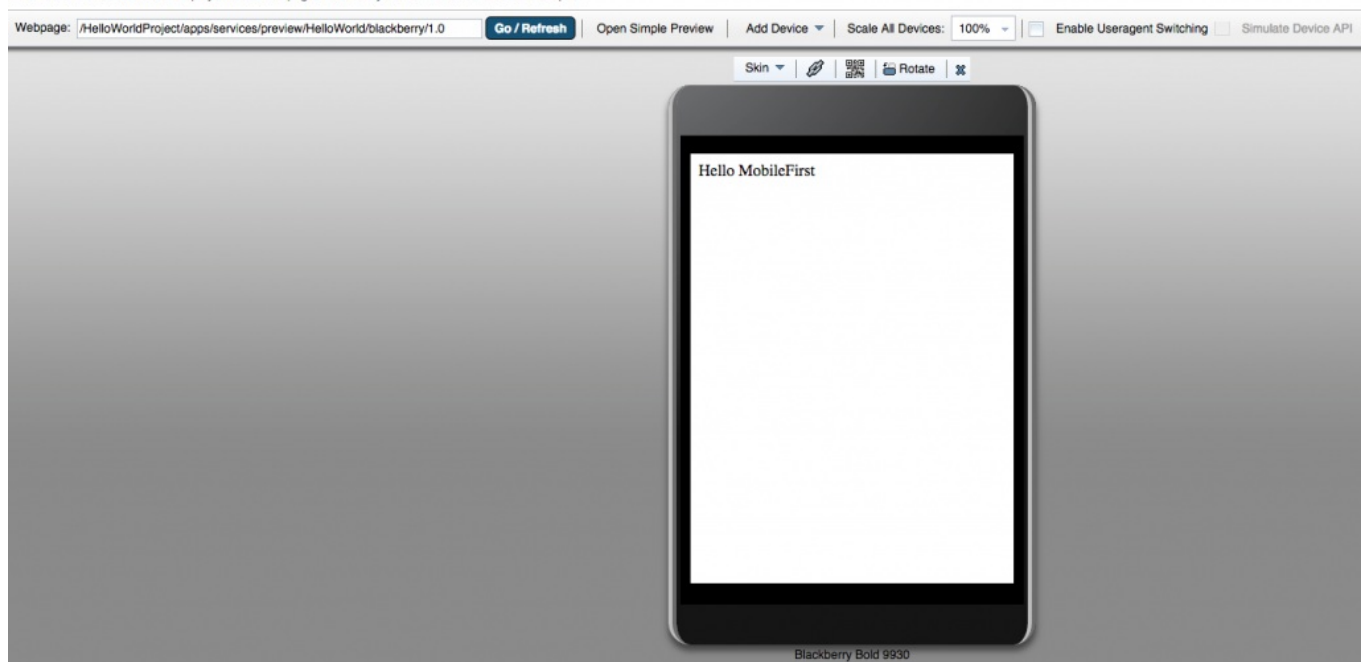 Webpage: /HelloWorldProject/apps/services/preview/HelloWorld/blackberry/1.0 Go / Refresh Open Simple Preview Add Device Scale All Devices: 100% Enable Useragent Switching Simulate Device API
Skin Rotate
Hello MobileFirst
Blackberry Bold 9930